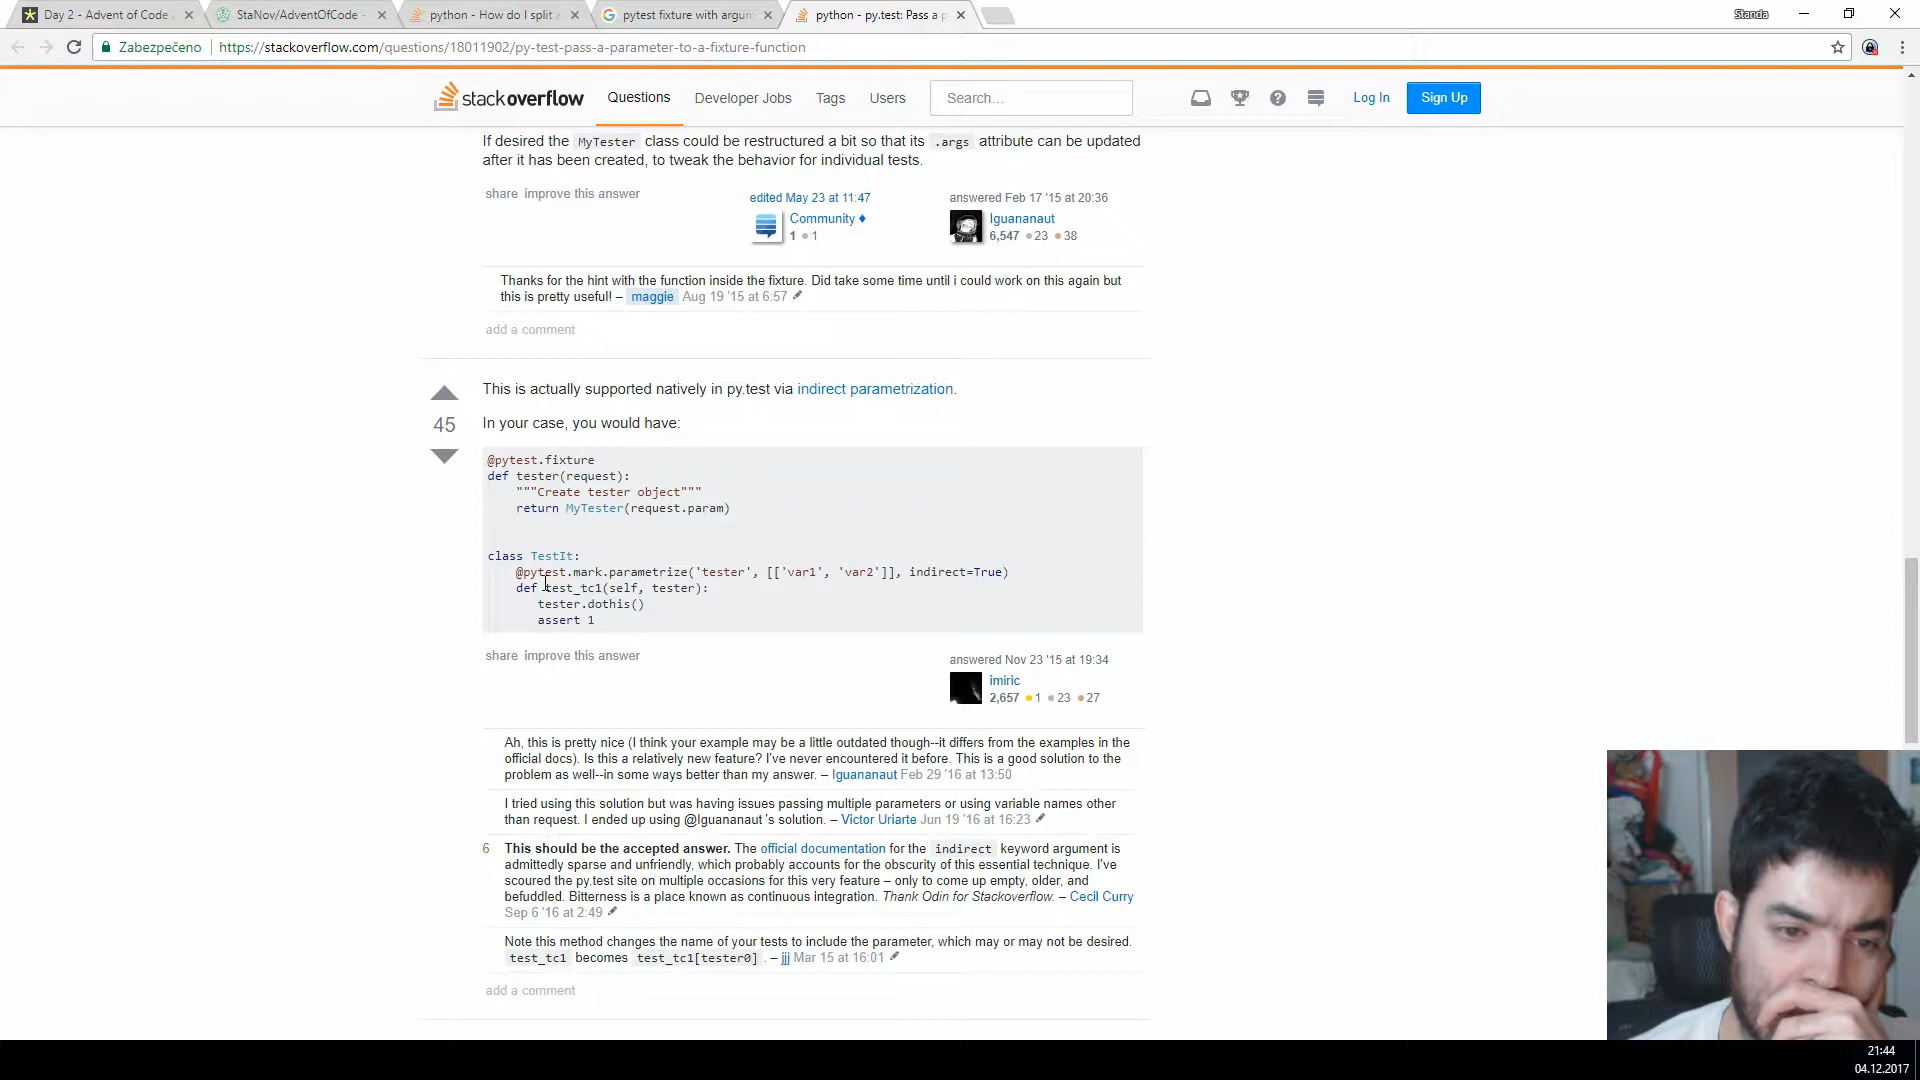 Day 2 - Advent of Code
StaNov/AdventOfCode -
python - How do I split
pytest fixture with argum
python - py.test: Pass a p
Standa
Zabezpečeno
https://stackoverflow.com/questions/18011902/py-test-pass-a-parameter-to-a-fixture-function
stackoverflow
Questions
Developer Jobs
Tags
Users
Search…
Log In
Sign Up
If desired the MyTester class could be restructured a bit so that its .args attribute can be updated
after it has been created, to tweak the behavior for individual tests.
share improve this answer
edited May 23 at 11:47
Community ♦
1 ●1
answered Feb 17 '15 at 20:36
Iguananaut
6,547 ●23 ●38
Thanks for the hint with the function inside the fixture. Did take some time until i could work on this again but
this is pretty useful! – maggie Aug 19 '15 at 6:57
add a comment
This is actually supported natively in py.test via indirect parametrization.
45
In your case, you would have:
@pytest.fixture
def tester(request):
    """Create tester object"""
    return MyTester(request.param)
class TestIt:
    @pytest.mark.parametrize('tester', [['var1', 'var2']], indirect=True)
    def test_tc1(self, tester):
       tester.dothis()
       assert 1
share improve this answer
answered Nov 23 '15 at 19:34
imiric
2,657 ●1 ●23 ●27
Ah, this is pretty nice (I think your example may be a little outdated though--it differs from the examples in the
official docs). Is this a relatively new feature? I've never encountered it before. This is a good solution to the
problem as well--in some ways better than my answer. – Iguananaut Feb 29 '16 at 13:50
I tried using this solution but was having issues passing multiple parameters or using variable names other
than request. I ended up using @Iguananaut 's solution. – Victor Uriarte Jun 19 '16 at 16:23
6
This should be the accepted answer. The official documentation for the indirect keyword argument is
admittedly sparse and unfriendly, which probably accounts for the obscurity of this essential technique. I've
scoured the py.test site on multiple occasions for this very feature – only to come up empty, older, and
befuddled. Bitterness is a place known as continuous integration. Thank Odin for Stackoverflow. – Cecil Curry
Sep 6 '16 at 2:49
Note this method changes the name of your tests to include the parameter, which may or may not be desired.
test_tc1 becomes test_tc1[tester0] . – jjj Mar 15 at 16:01
add a comment
21:44
04.12.2017